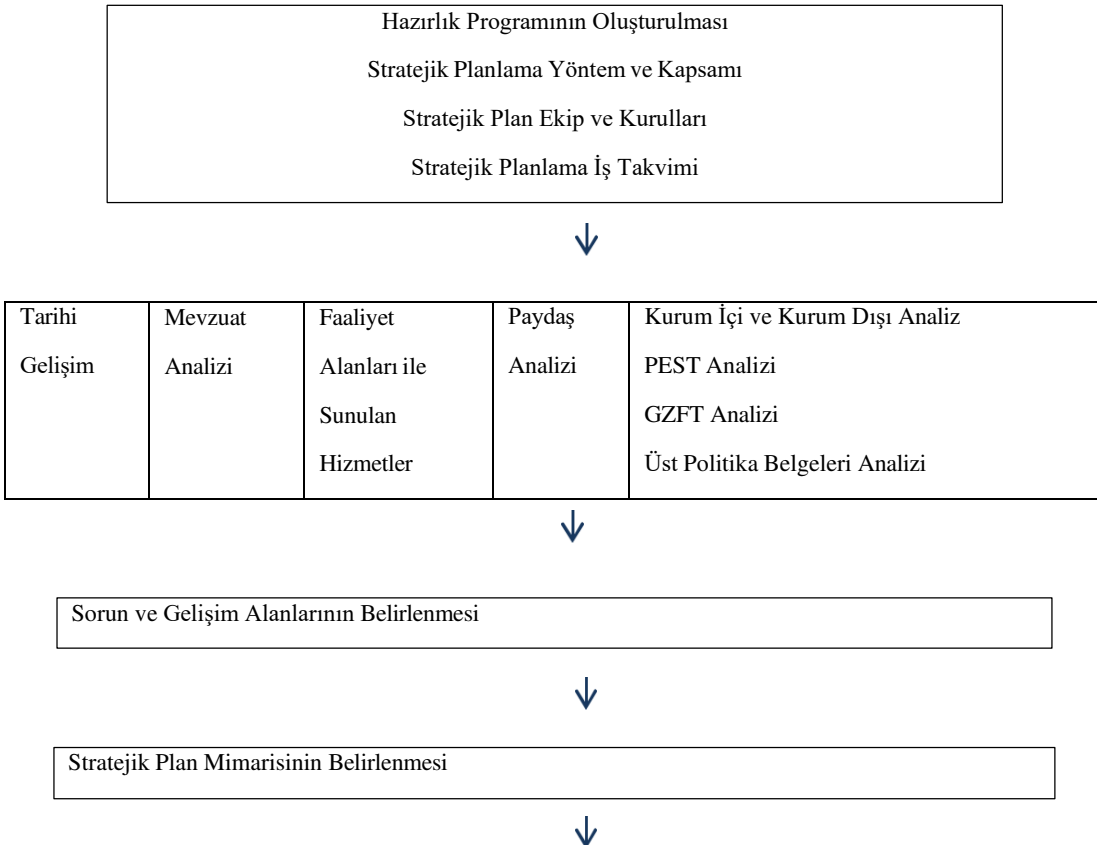 Hazırlık Programının Oluşturulması
Stratejik Planlama Yöntem ve Kapsamı
Stratejik Plan Ekip ve Kurulları
Stratejik Planlama İş Takvimi
Tarihi
Gelişim
Mevzuat
Analizi
Faaliyet
Alanları ile
Sunulan
Hizmetler
Paydaş
Analizi
Kurum İçi ve Kurum Dışı Analiz
PEST Analizi
GZFT Analizi
Üst Politika Belgeleri Analizi
Sorun ve Gelişim Alanlarının Belirlenmesi
Stratejik Plan Mimarisinin Belirlenmesi